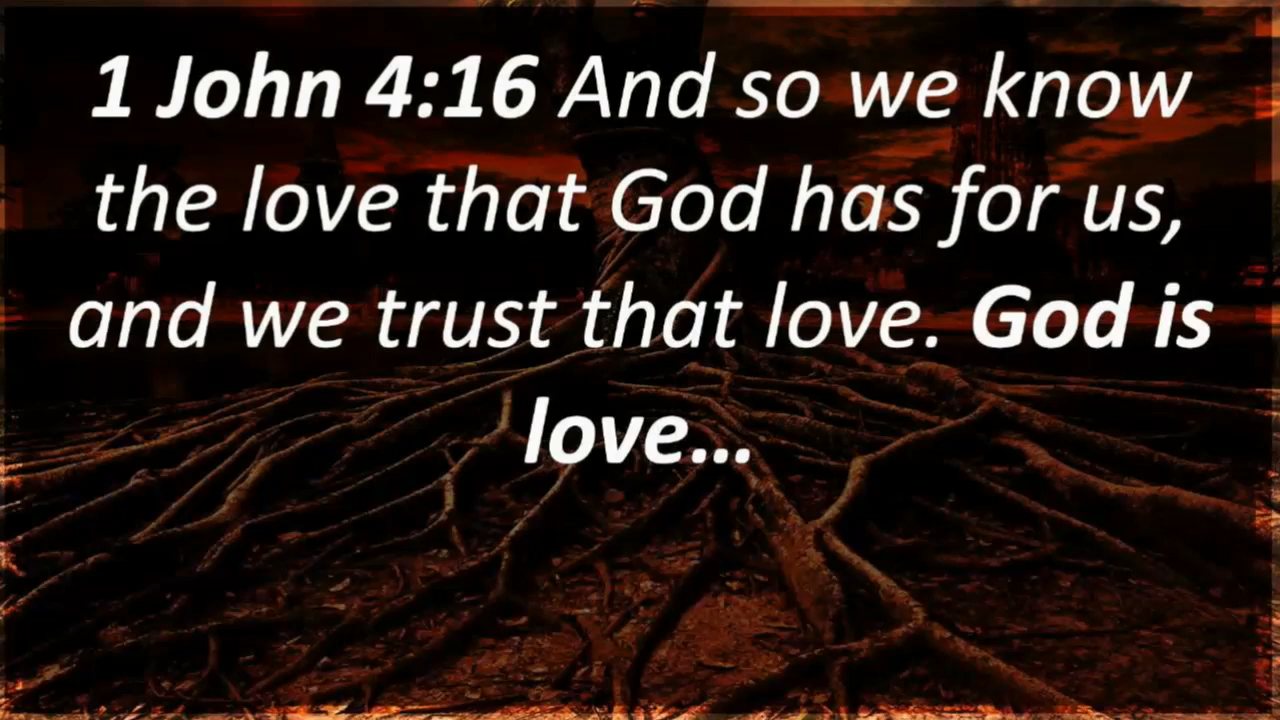 1 John 4:16 And so we know
the love that God has for us,
and we trust that love. God is
love...